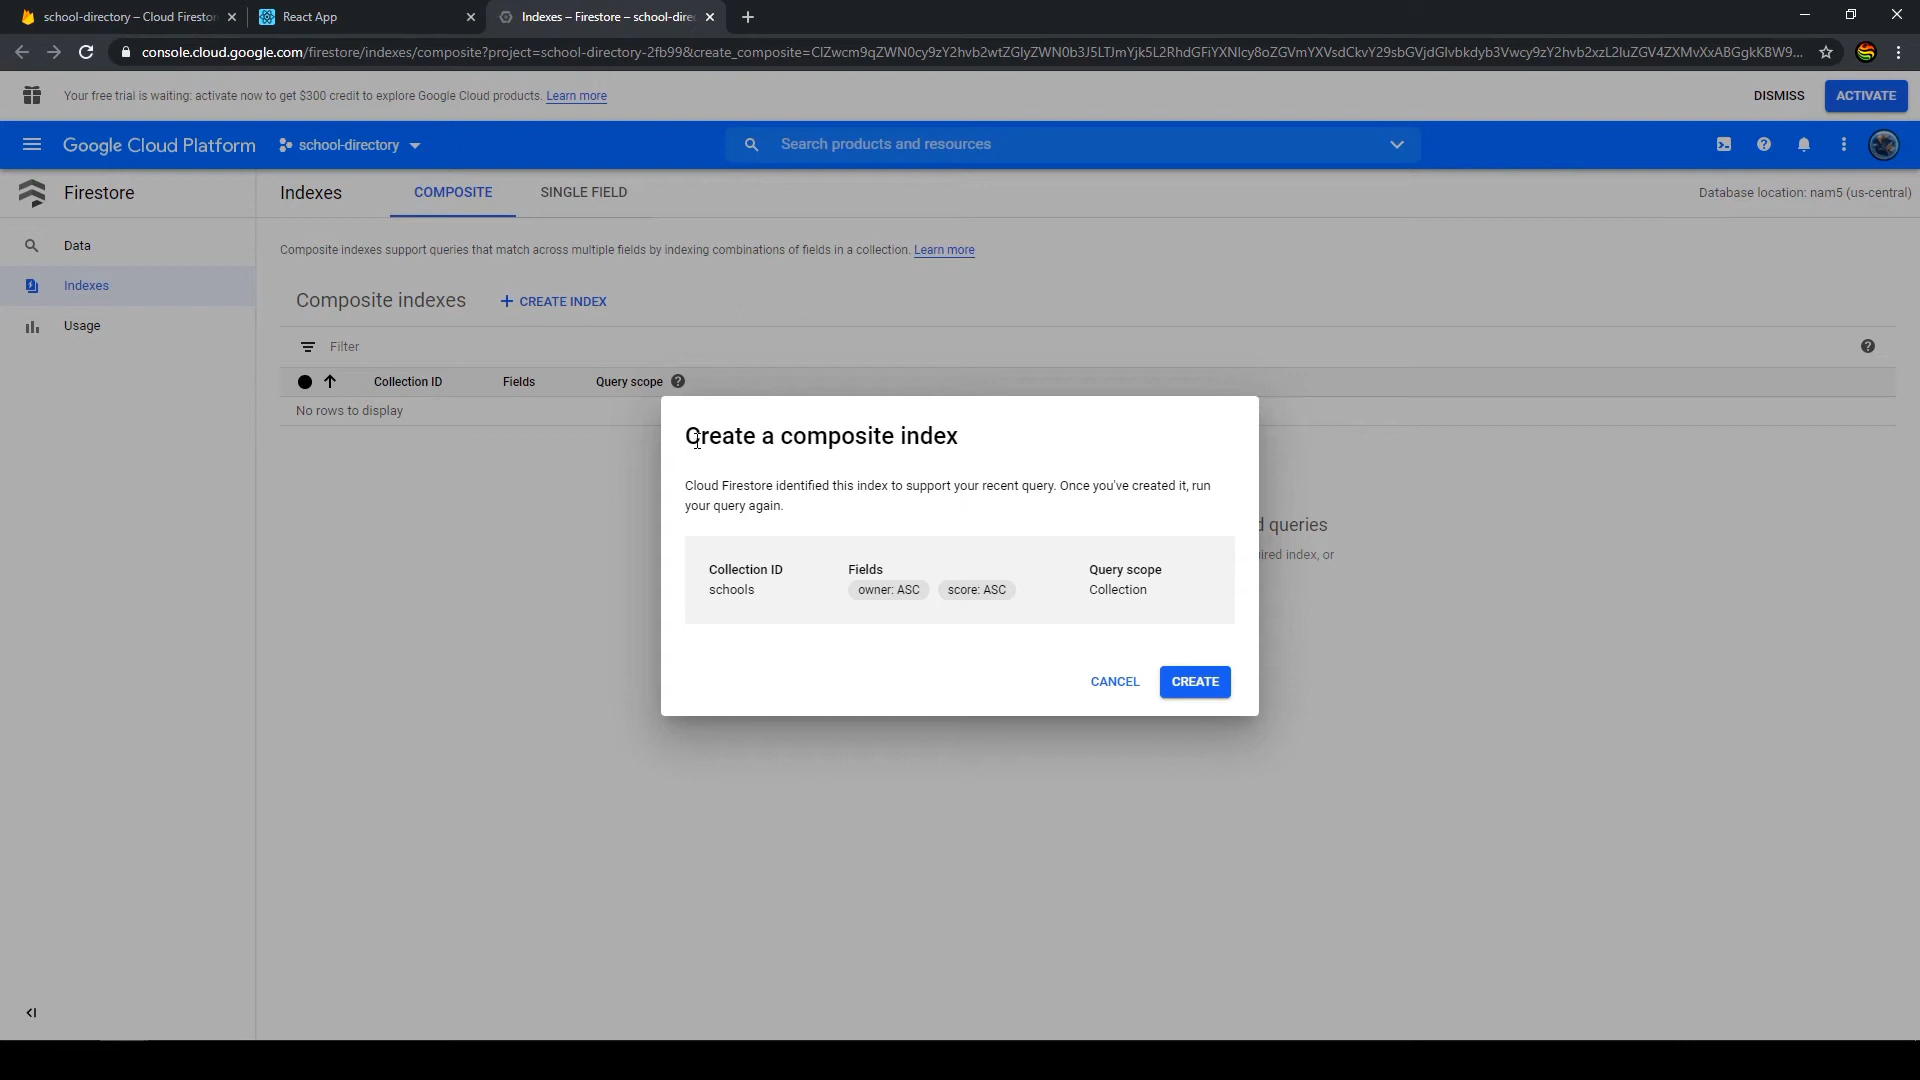 school-directory – Cloud Firestor
React App
Indexes – Firestore – school-direc
console.cloud.google.com/firestore/indexes/composite?project=school-directory-2fb99&create_composite=ClZwcm9qZWN0cy9zY2hvb2wtZGlyZWN0b3J5LTJmYjk5L2RhdGFiYXNlcy8oZGVmYXVsdCkvY29sbGVjdGlvbkdyb3Vwcy9zY2hvb2xzL2luZGV4ZXMvXxABGgkKBW9...
Your free trial is waiting: activate now to get $300 credit to explore Google Cloud products. Learn more
DISMISS
ACTIVATE
Google Cloud Platform
school-directory
Search products and resources
Firestore
Indexes
COMPOSITE
SINGLE FIELD
Database location: nam5 (us-central)
Data
Indexes
Usage
Composite indexes support queries that match across multiple fields by indexing combinations of fields in a collection. Learn more
Composite indexes
CREATE INDEX
Filter
Collection ID
Fields
Query scope
No rows to display
d queries
ired index, or
Create a composite index
Cloud Firestore identified this index to support your recent query. Once you've created it, run
your query again.
Collection ID
Fields
Query scope
schools
owner: ASC
score: ASC
Collection
CANCEL
CREATE